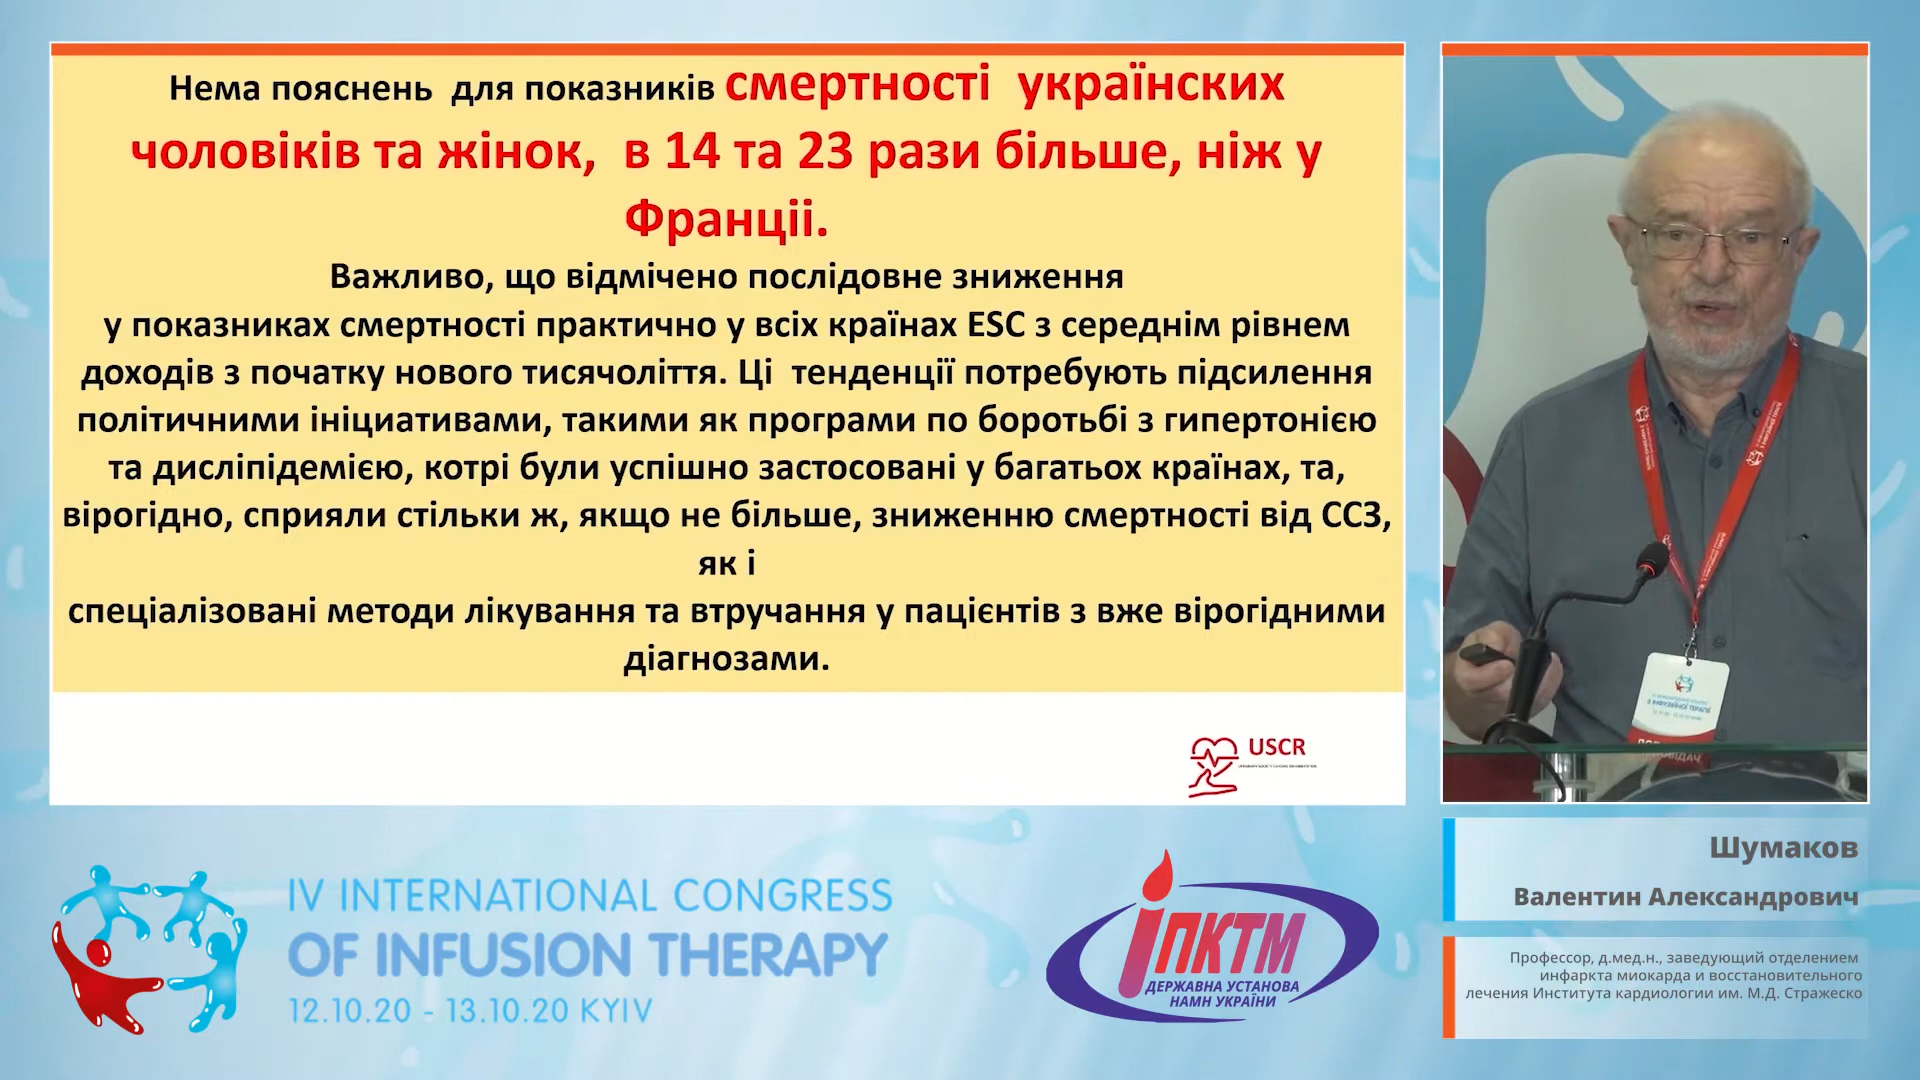 Нема пояснень для показників смертності українских
чоловіків та жінок, в 14 та 23 рази більше, ніж у
Франціі.
Важливо, що відмічено послідовне зниження
у показниках смертності практично у всіх країнах ESC з середнім рівнем
доходів з початку нового тисячоліття. Ці тенденції потребують підсилення
політичними ініциативами, такими як програми по боротьбі з гипертонією
та дисліпідемією, котрі були успішно застосовані у багатьох країнах, та,
вірогідно, сприяли стільки ж, якщо не більше, зниженню смертності від ССЗ,
як і
спеціалізовані методи лікування та втручання у пацієнтів з вже вірогідними
діагнозами.
USCR
IV INTERNATIONAL CONGRESS
OF INFUSION THERAPY
12.10.20 - 13.10.20 KYIV
ІПКТМ
ДЕРЖАВНА УСТАНОВА
НАМН УКРАЇНИ
Шумаков
Валентин Александрович
Профессор, д.мед.н., заведующий отделением
инфаркта миокарда и восстановительного
лечения Института кардиологии им. М.Д. Стражеско